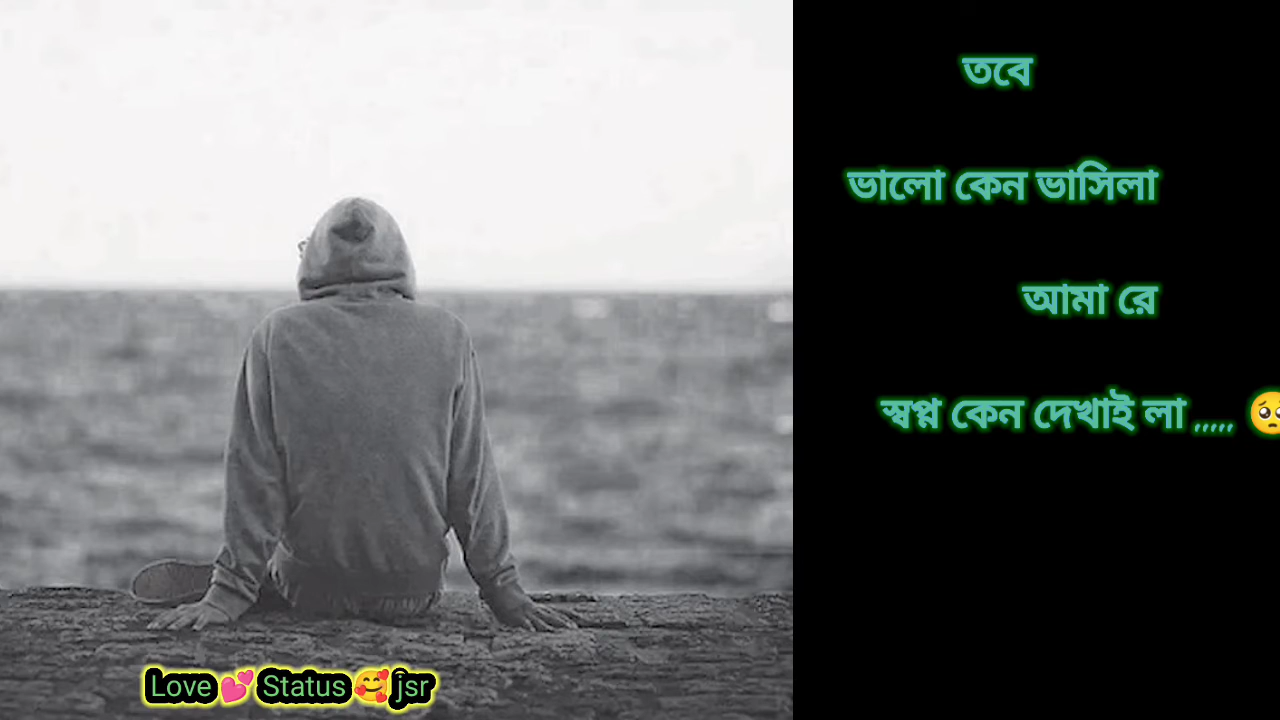 তবে
ভালো কেন ভাসিলা
আমা রে
স্বপ্ন কেন দেখাই লা ,,,,, 🥺
Love💕Status🥰jsr